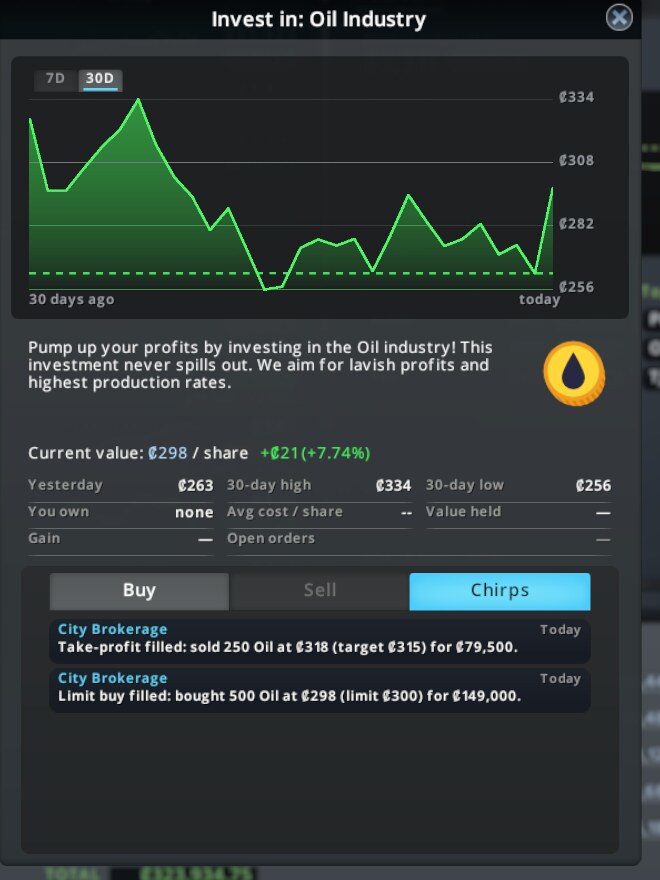 Invest in: Oil Industry
7D 30D
₡334
₡308
₡282
₡256
30 days ago today
Pump up your profits by investing in the Oil industry! This
investment never spills out. We aim for lavish profits and
highest production rates.
Current value: ₡298 / share +₡21(+7.74%)
Yesterday ₡263 30-day high ₡334 30-day low ₡256
You own none Avg cost / share -- Value held —
Gain — Open orders —
Buy Sell Chirps
City Brokerage Today
Take-profit filled: sold 250 Oil at ₡318 (target ₡315) for ₡79,500.
City Brokerage Today
Limit buy filled: bought 500 Oil at ₡298 (limit ₡300) for ₡149,000.
TOTAL